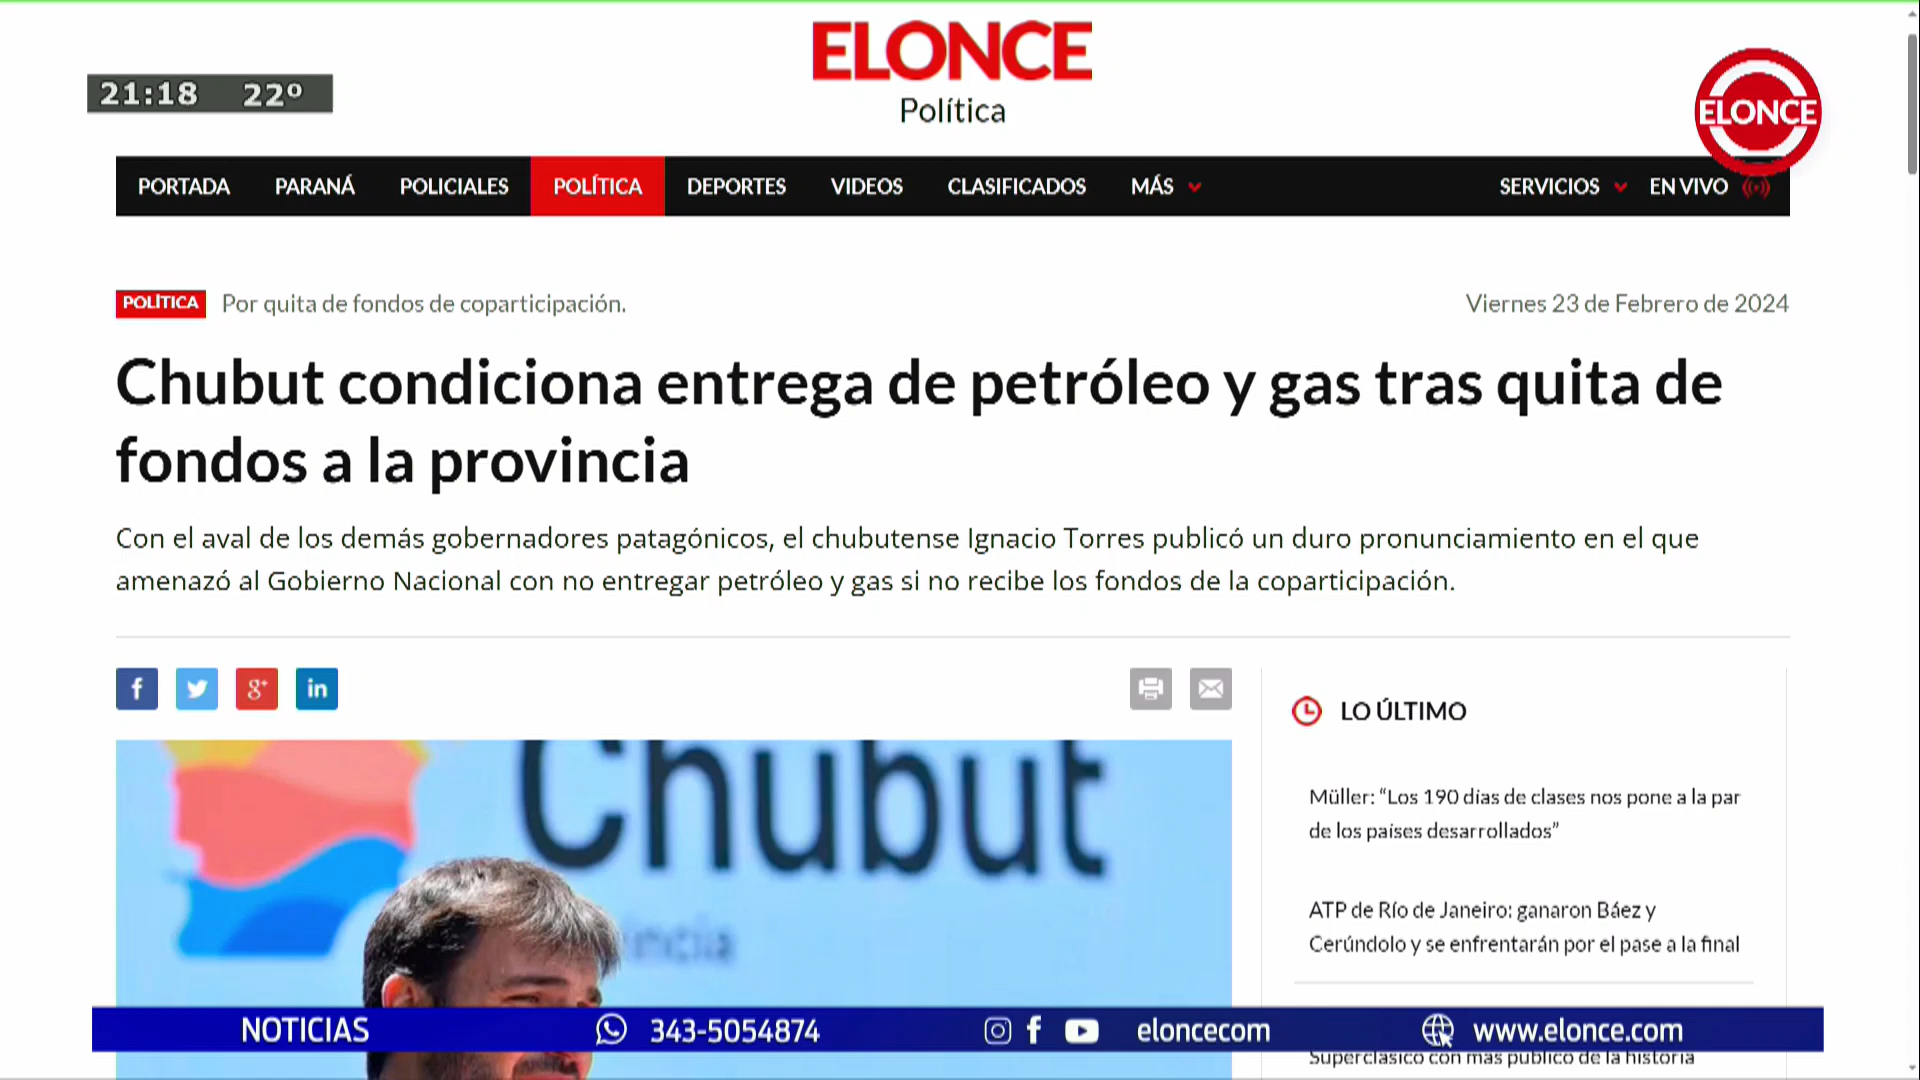 ELONCE
Política
21:18 22º
ELONCE
PORTADA PARANÁ POLICIALES POLÍTICA DEPORTES VIDEOS CLASIFICADOS MÁS SERVICIOS EN VIVO
POLÍTICA Por quita de fondos de coparticipación. Viernes 23 de Febrero de 2024
Chubut condiciona entrega de petróleo y gas tras quita de
fondos a la provincia
Con el aval de los demás gobernadores patagónicos, el chubutense Ignacio Torres publicó un duro pronunciamiento en el que
amenazó al Gobierno Nacional con no entregar petróleo y gas si no recibe los fondos de la coparticipación.
f g+ in
LO ÚLTIMO
Chubut
incia
Müller: “Los 190 días de clases nos pone a la par
de los países desarrollados”
ATP de Río de Janeiro: ganaron Báez y
Cerúndolo y se enfrentarán por el pase a la final
NOTICIAS 343-5054874 eloncecom www.elonce.com
Superclásico con más público de la historia